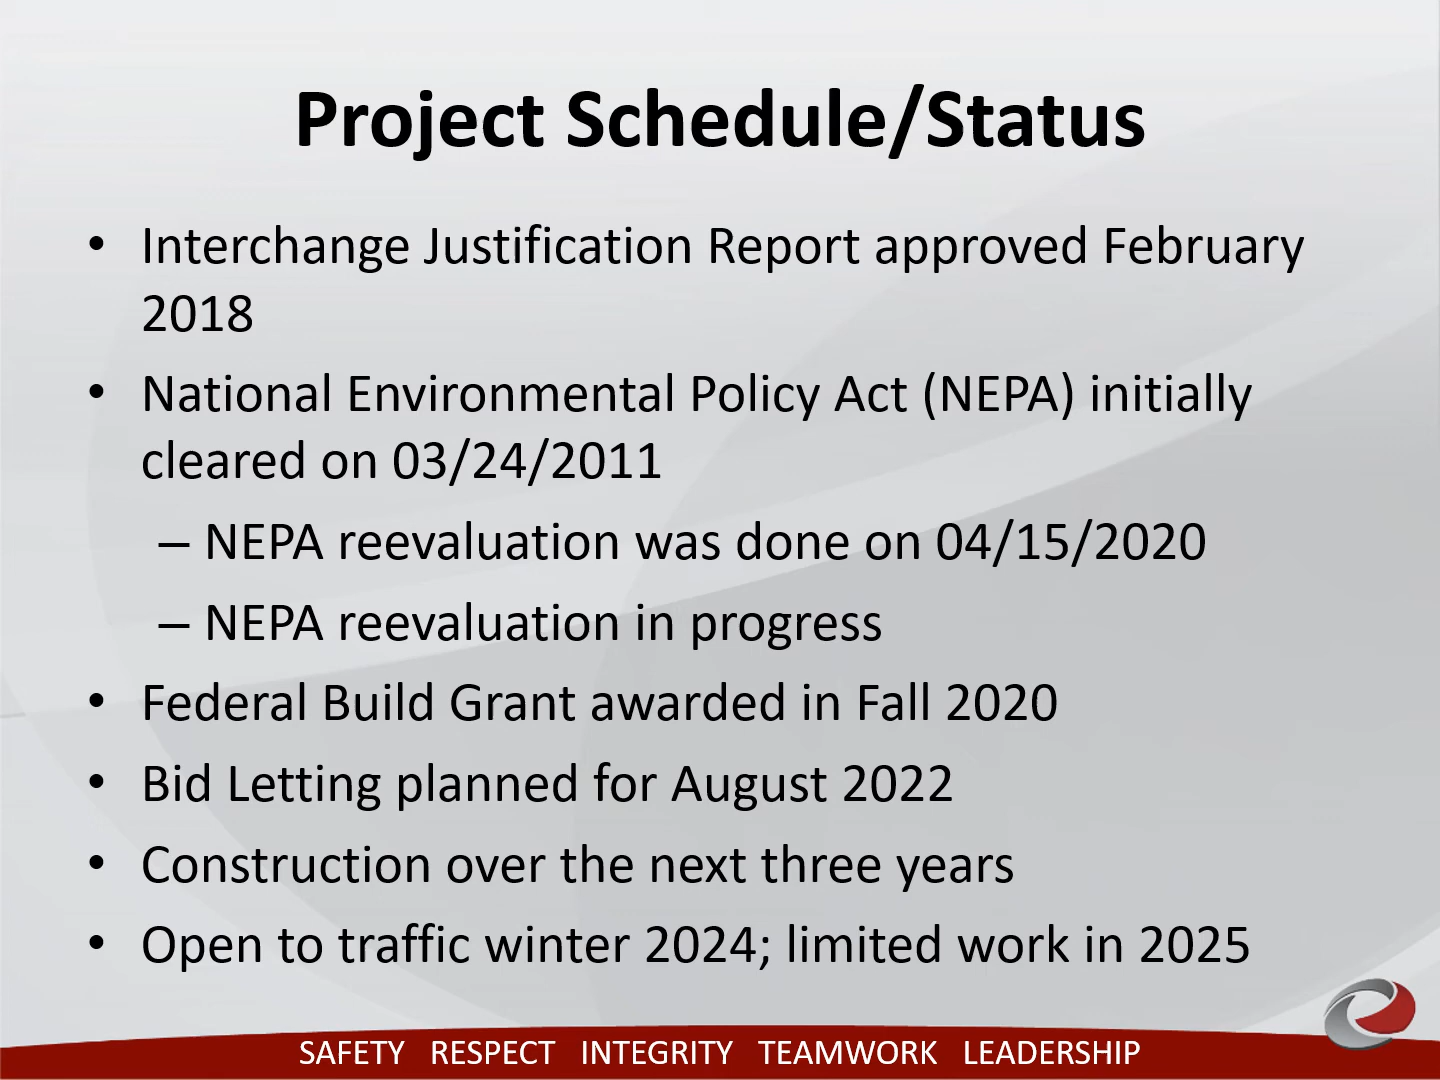 Project Schedule/Status
• Interchange Justification Report approved February
2018
• National Environmental Policy Act (NEPA) initially
cleared on 03/24/2011
– NEPA reevaluation was done on 04/15/2020
– NEPA reevaluation in progress
• Federal Build Grant awarded in Fall 2020
• Bid Letting planned for August 2022
• Construction over the next three years
• Open to traffic winter 2024; limited work in 2025
SAFETY RESPECT INTEGRITY TEAMWORK LEADERSHIP